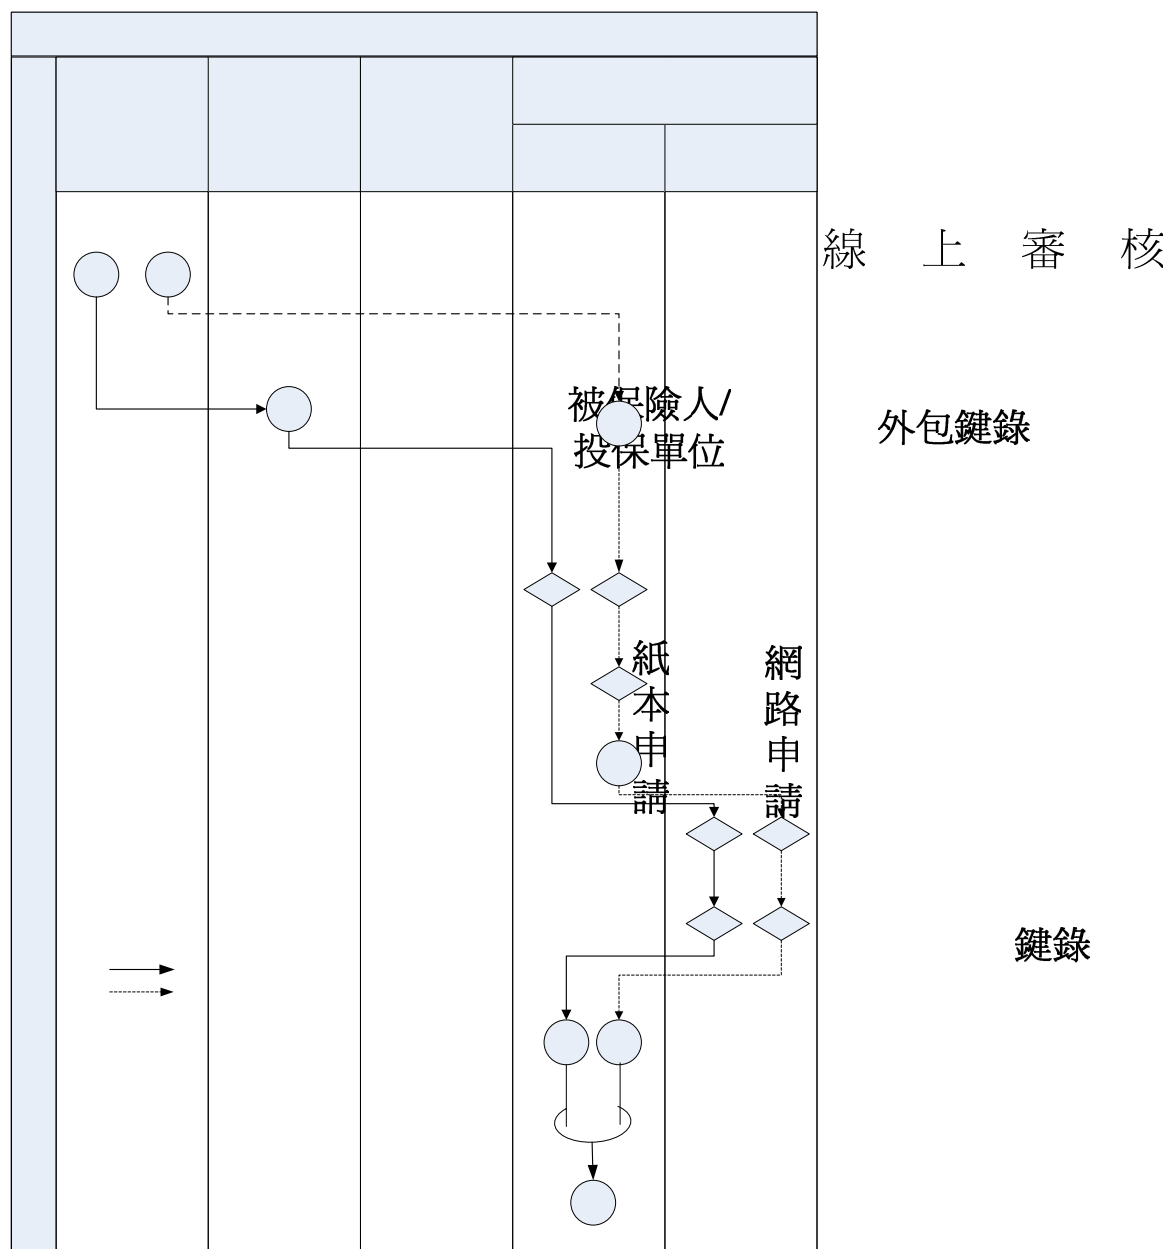 線上審核
被保險人/
投保單位
外包鍵錄
紙本申請
網路申請
鍵錄